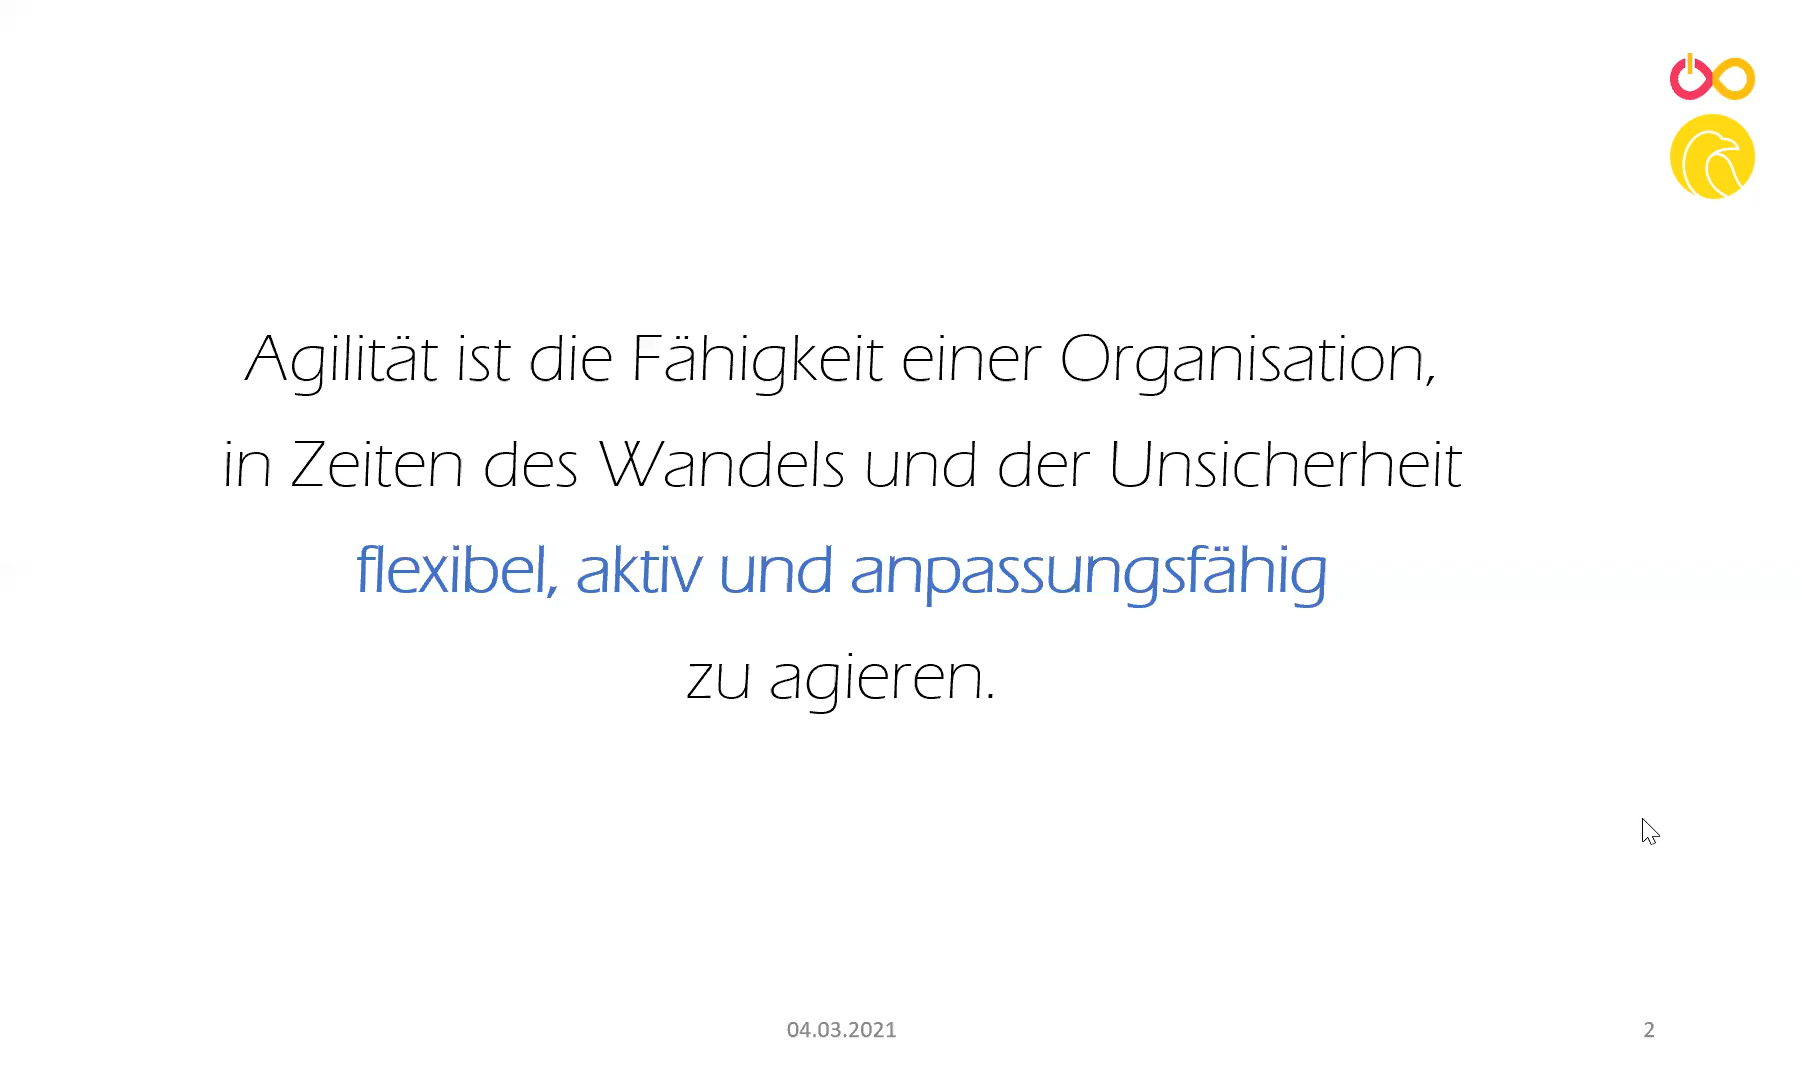 Agilität ist die Fähigkeit einer Organisation,
in Zeiten des Wandels und der Unsicherheit
flexibel, aktiv und anpassungsfähig
zu agieren.
04.03.2021
2